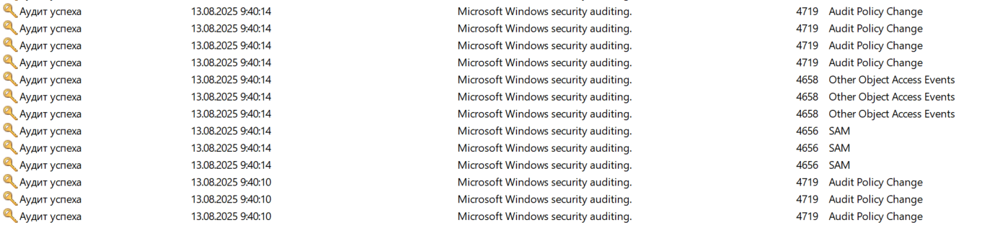 Аудит успеха 13.08.2025 9:40:14 Microsoft Windows security auditing. 4719 Audit Policy Change
Аудит успеха 13.08.2025 9:40:14 Microsoft Windows security auditing. 4719 Audit Policy Change
Аудит успеха 13.08.2025 9:40:14 Microsoft Windows security auditing. 4719 Audit Policy Change
Аудит успеха 13.08.2025 9:40:14 Microsoft Windows security auditing. 4719 Audit Policy Change
Аудит успеха 13.08.2025 9:40:14 Microsoft Windows security auditing. 4658 Other Object Access Events
Аудит успеха 13.08.2025 9:40:14 Microsoft Windows security auditing. 4658 Other Object Access Events
Аудит успеха 13.08.2025 9:40:14 Microsoft Windows security auditing. 4658 Other Object Access Events
Аудит успеха 13.08.2025 9:40:14 Microsoft Windows security auditing. 4656 SAM
Аудит успеха 13.08.2025 9:40:14 Microsoft Windows security auditing. 4656 SAM
Аудит успеха 13.08.2025 9:40:14 Microsoft Windows security auditing. 4656 SAM
Аудит успеха 13.08.2025 9:40:10 Microsoft Windows security auditing. 4719 Audit Policy Change
Аудит успеха 13.08.2025 9:40:10 Microsoft Windows security auditing. 4719 Audit Policy Change
Аудит успеха 13.08.2025 9:40:10 Microsoft Windows security auditing. 4719 Audit Policy Change